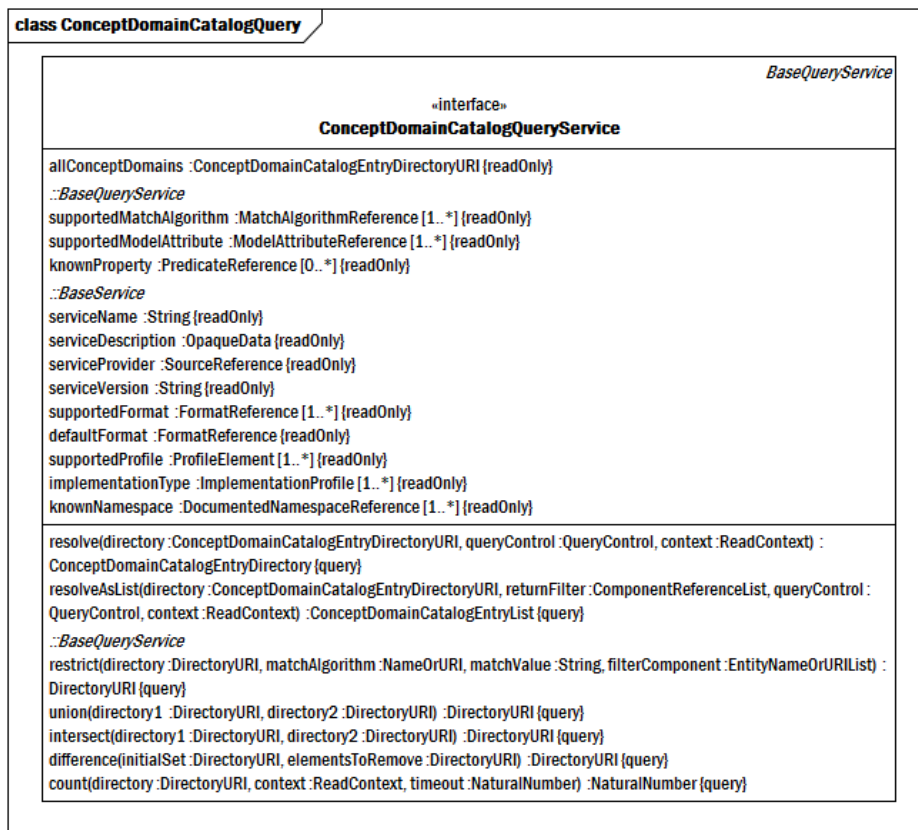 class ConceptDomainCatalogQuery
BaseQueryService
«interface»
ConceptDomainCatalogQueryService
allConceptDomains :ConceptDomainCatalogEntryDirectoryURI {readOnly}
::BaseQueryService
supportedMatchAlgorithm :MatchAlgorithmReference [1..*] {readOnly}
supportedModelAttribute :ModelAttributeReference [1..*] {readOnly}
knownProperty :PredicateReference [0..*] {readOnly}
::BaseService
serviceName :String {readOnly}
serviceDescription :OpaqueData {readOnly}
serviceProvider :SourceReference {readOnly}
serviceVersion :String {readOnly}
supportedFormat :FormatReference [1..*] {readOnly}
defaultFormat :FormatReference {readOnly}
supportedProfile :ProfileElement [1..*] {readOnly}
implementationType :ImplementationProfile [1..*] {readOnly}
knownNamespace :DocumentedNamespaceReference [1..*] {readOnly}
resolve(directory :ConceptDomainCatalogEntryDirectoryURI, queryControl :QueryControl, context :ReadContext) :
ConceptDomainCatalogEntryDirectory {query}
resolveAsList(directory :ConceptDomainCatalogEntryDirectoryURI, returnFilter :ComponentReferenceList, queryControl :
QueryControl, context :ReadContext) :ConceptDomainCatalogEntryList {query}
::BaseQueryService
restrict(directory :DirectoryURI, matchAlgorithm :NameOrURI, matchValue :String, filterComponent :EntityNameOrURIList) :
DirectoryURI {query}
union(directory1 :DirectoryURI, directory2 :DirectoryURI) :DirectoryURI {query}
intersect(directory1 :DirectoryURI, directory2 :DirectoryURI) :DirectoryURI {query}
difference(initialSet :DirectoryURI, elementsToRemove :DirectoryURI) :DirectoryURI {query}
count(directory :DirectoryURI, context :ReadContext, timeout :NaturalNumber) :NaturalNumber {query}